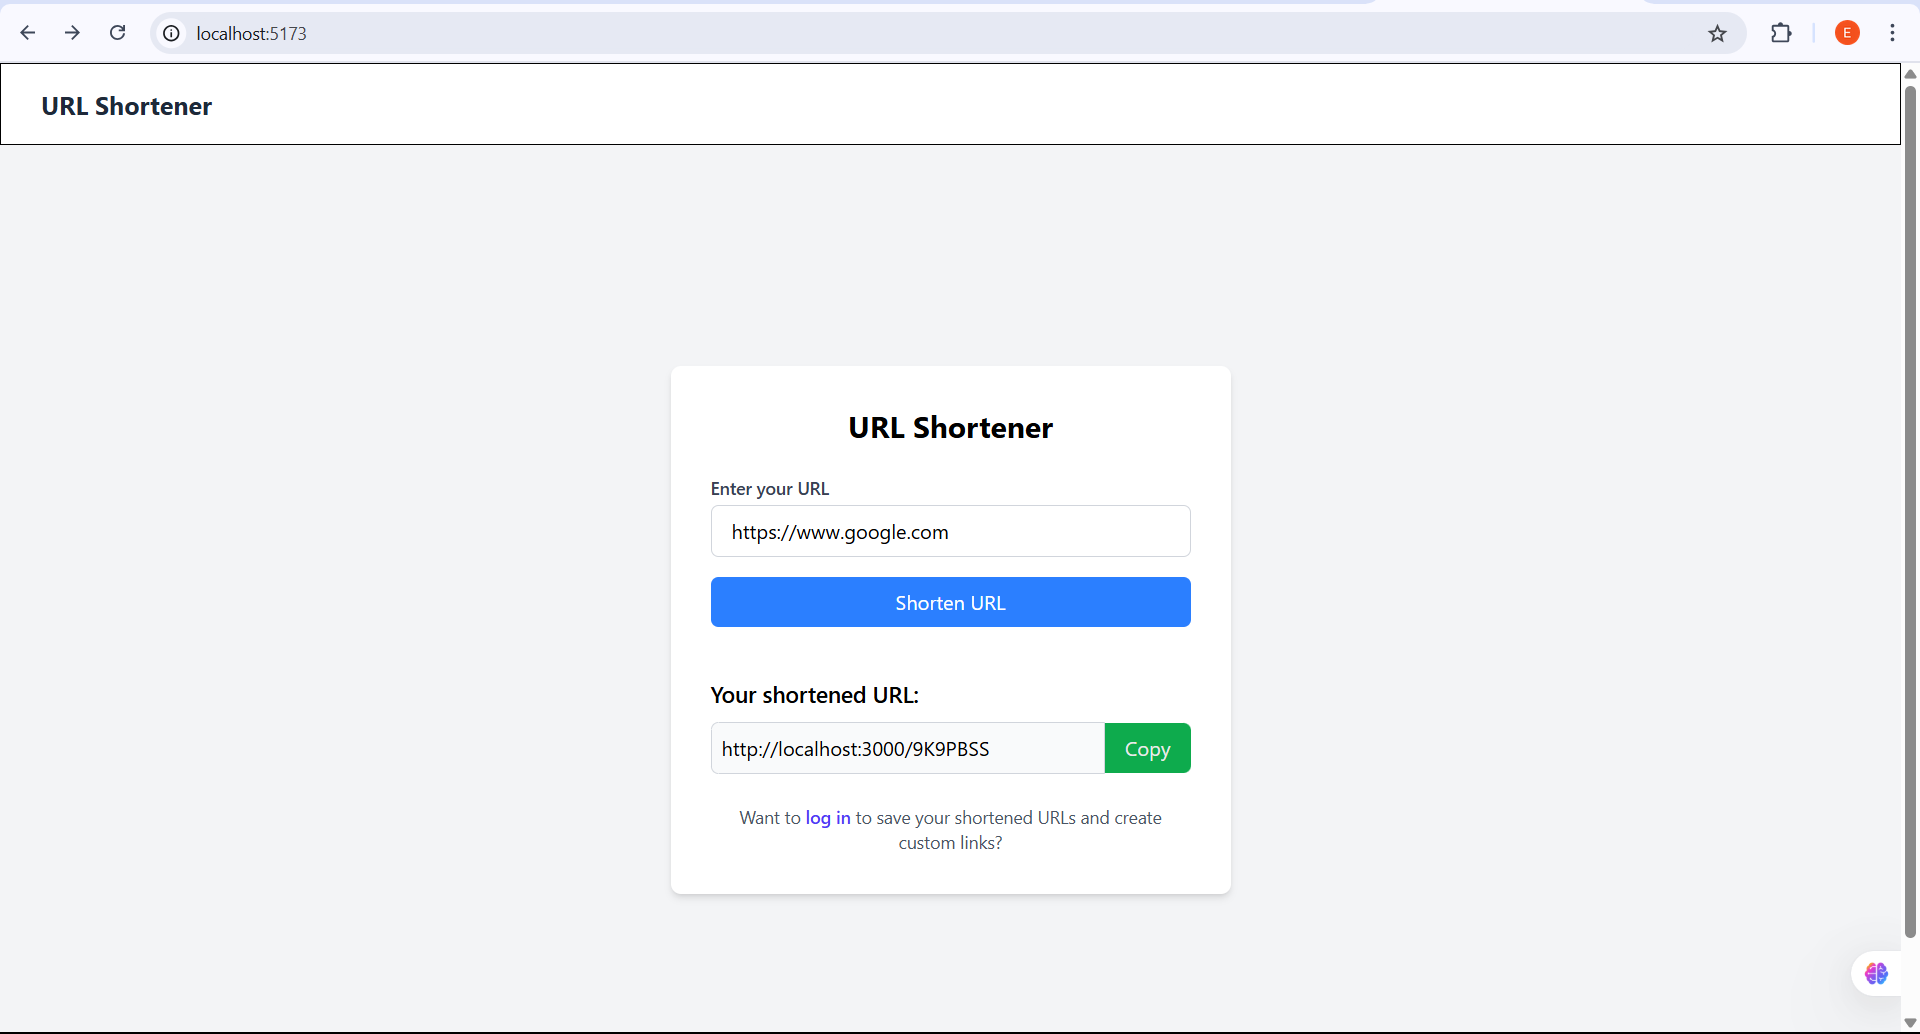 localhost:5173
E
URL Shortener
URL Shortener
Enter your URL
https://www.google.com
Shorten URL
Your shortened URL:
http://localhost:3000/9K9PBSS
Copy
Want to log in to save your shortened URLs and create
custom links?